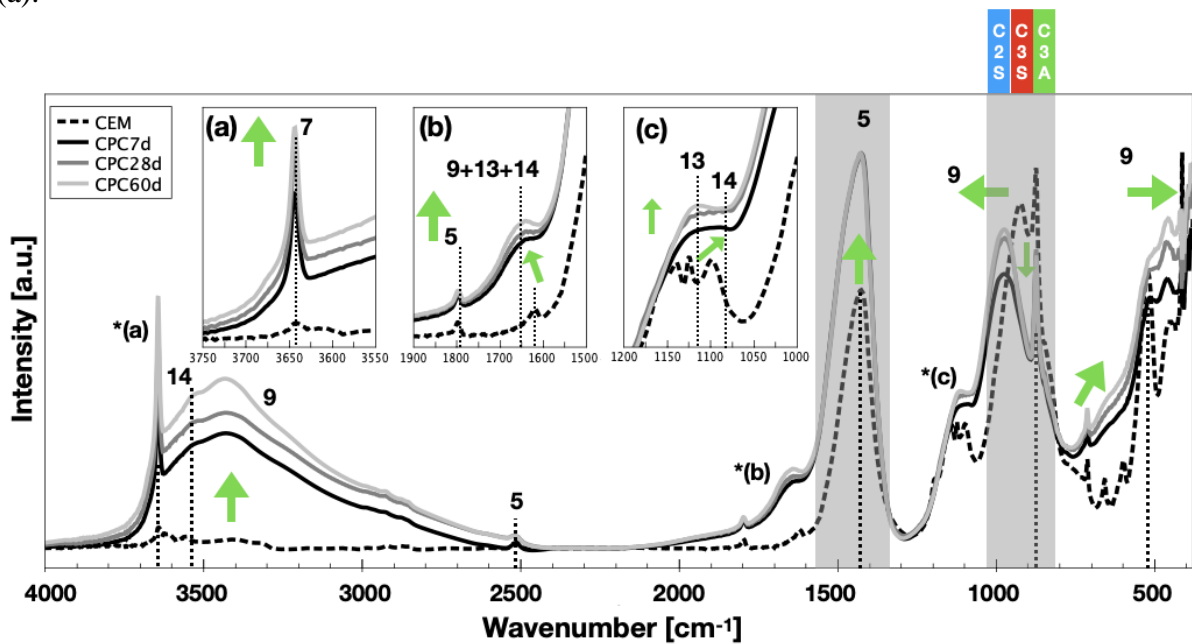 (a).
C2S C3S C3A
CEM
CPC7d
CPC28d
CPC60d
(a)
7
3750 3700 3650 3600 3550
(b)
9+13+14
5
1900 1800 1700 1600 1500
(c)
13
14
1200 1150 1100 1050 1000
5
9
9
*(a)
14
9
5
*(b)
*(c)
4000 3500 3000 2500 2000 1500 1000 500
Intensity [a.u.]
Wavenumber [cm⁻¹]